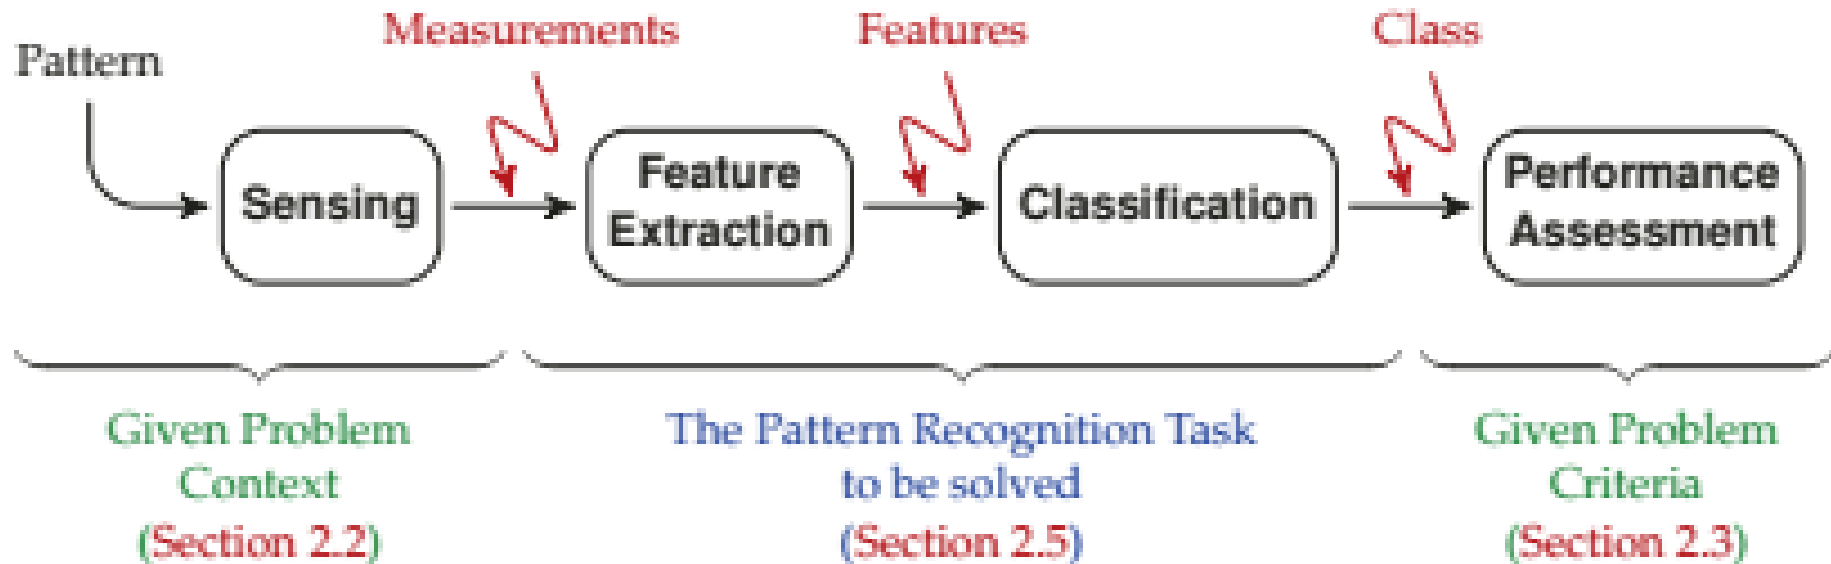 Measurements
Features
Class
Pattern
Sensing
Feature
Extraction
Classification
Performance
Assessment
Given Problem
Context
(Section 2.2)
The Pattern Recognition Task
to be solved
(Section 2.5)
Given Problem
Criteria
(Section 2.3)